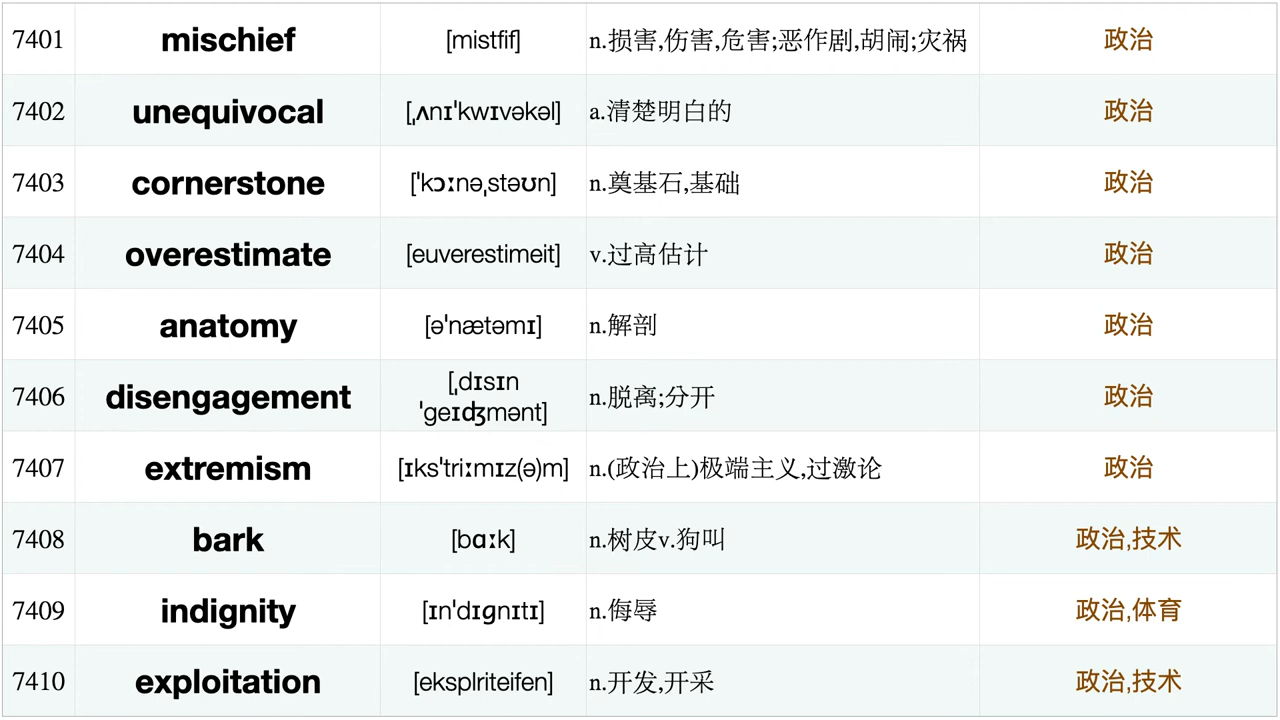 7401 mischief [mistfif] n.损害,伤害,危害;恶作剧,胡闹;灾祸 政治
7402 unequivocal [ˌʌnɪˈkwɪvəkəl] a.清楚明白的 政治
7403 cornerstone [ˈkɔːnəˌstəʊn] n.奠基石,基础 政治
7404 overestimate [euverestimeit] v.过高估计 政治
7405 anatomy [əˈnætəmɪ] n.解剖 政治
7406 disengagement [ˌdɪsɪn
ˈgeɪʤmənt] n.脱离;分开 政治
7407 extremism [ɪksˈtriːmɪz(ə)m] n.(政治上)极端主义,过激论 政治
7408 bark [bɑːk] n.树皮v.狗叫 政治,技术
7409 indignity [ɪnˈdɪgnɪtɪ] n.侮辱 政治,体育
7410 exploitation [eksplriteifen] n.开发,开采 政治,技术